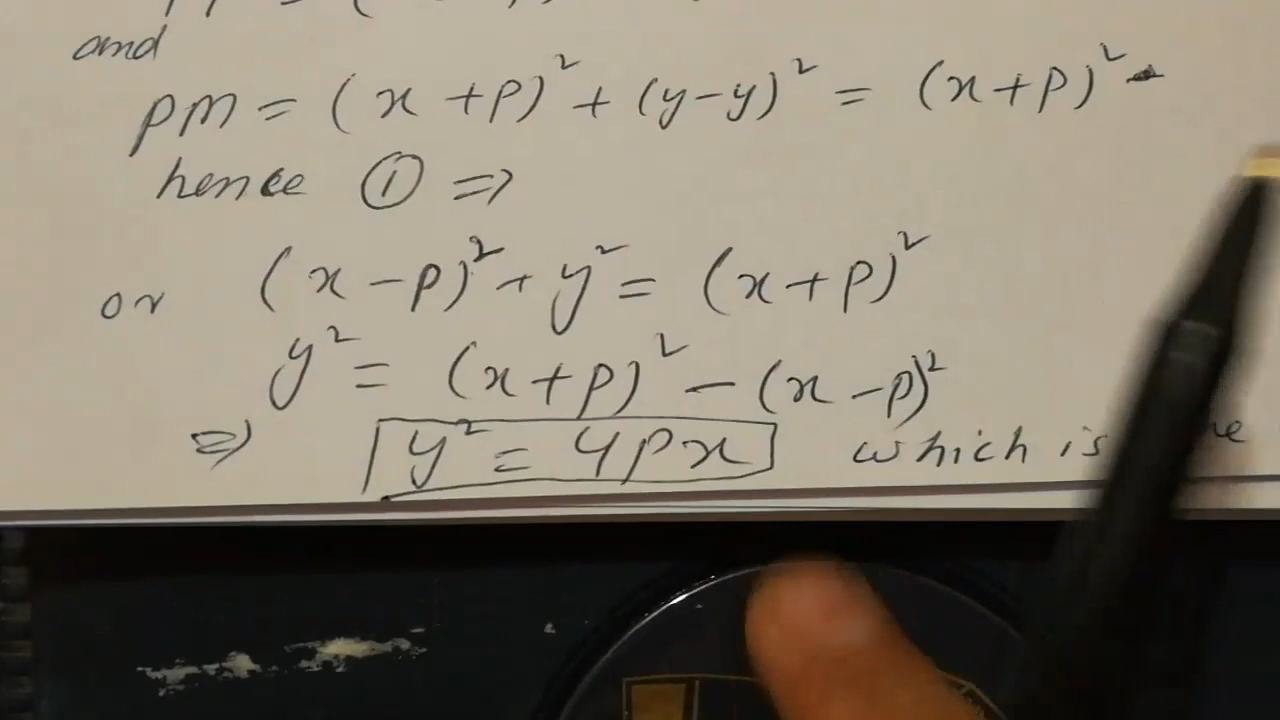 and
PM = (x + p)² + (y - y)² = (x + p)²
hence ① =>
or (x - p)² + y² = (x + p)²
y² = (x + p)² - (x - p)²
=> y² = 4px which is